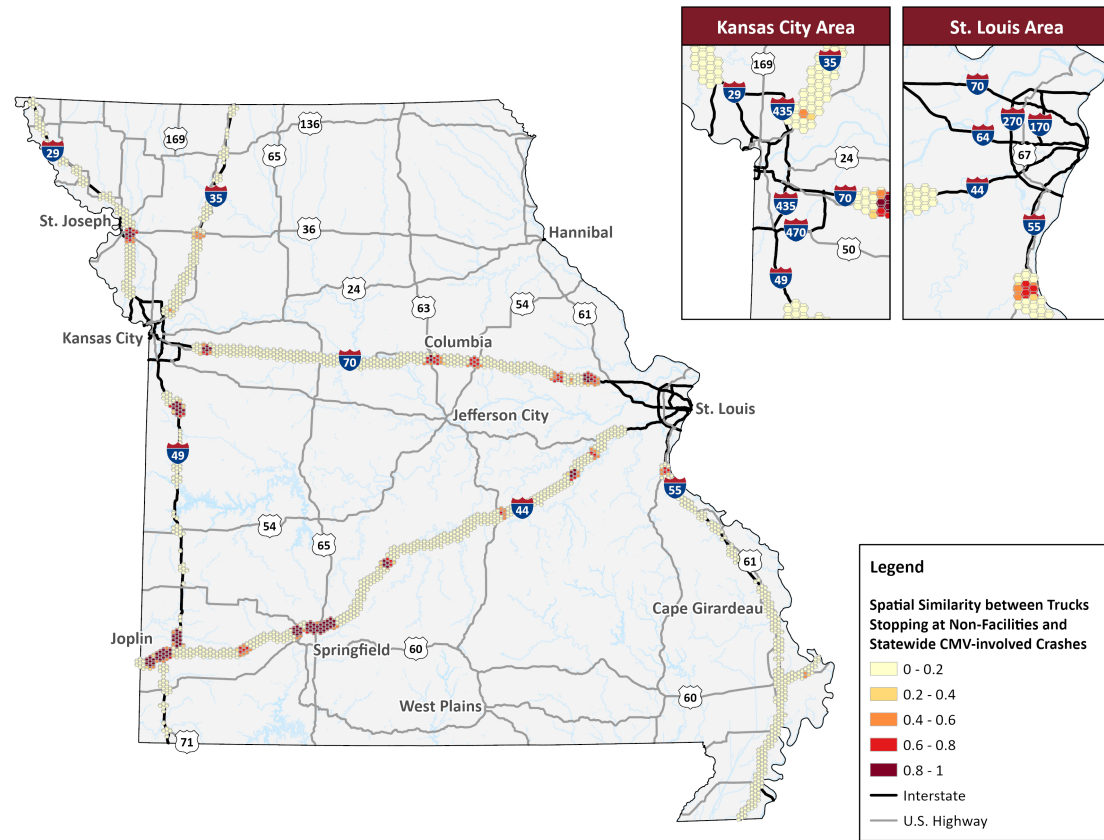 Kansas City Area
St. Louis Area
169
35
29
435
24
70
435
470
50
49
70
270
170
64
67
44
55
29
169
136
65
35
St. Joseph
36
Hannibal
24
63
54
61
Kansas City
Columbia
70
Jefferson City
St. Louis
49
55
44
54
65
61
Cape Girardeau
Joplin
Springfield
60
60
West Plains
71
Legend
Spatial Similarity between Trucks
Stopping at Non-Facilities and
Statewide CMV-involved Crashes
0 - 0.2
0.2 - 0.4
0.4 - 0.6
0.6 - 0.8
0.8 - 1
Interstate
U.S. Highway